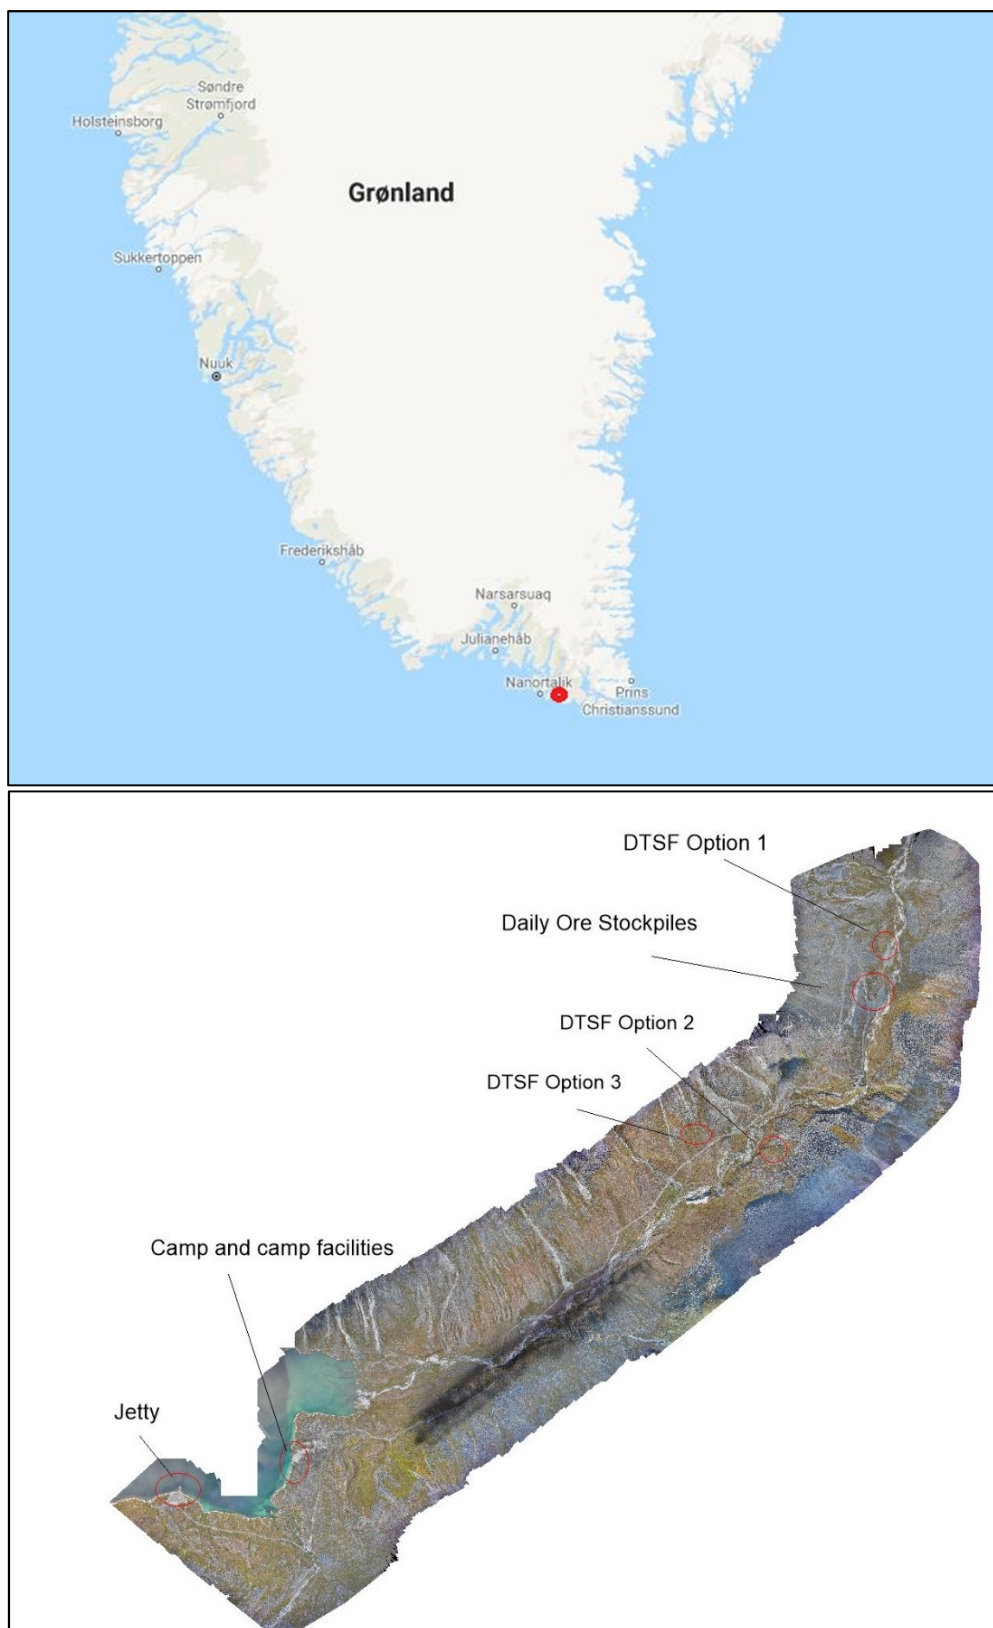 Søndre
Strømfjord
Holsteinsborg
Grønland
Sukkertoppen
Nuuk
Frederikshåb
Narsarsuaq
Julianehåb
Nanortalik
Prins
Christianssund
DTSF Option 1
Daily Ore Stockpiles
DTSF Option 2
DTSF Option 3
Camp and camp facilities
Jetty